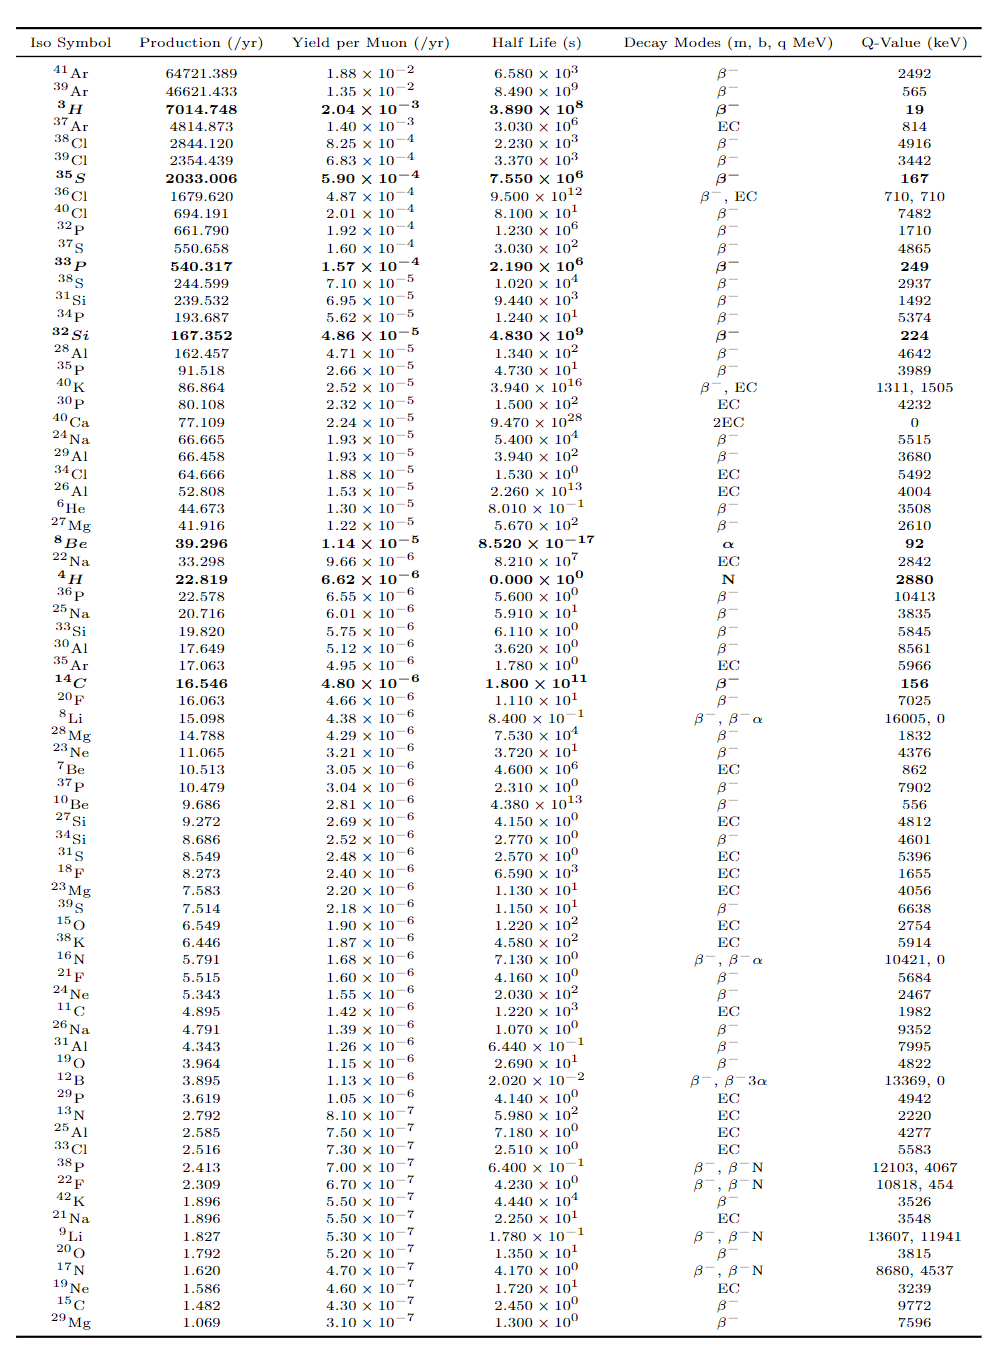 Iso Symbol Production (/yr) Yield per Muon (/yr) Half Life (s) Decay Modes (m, b, q MeV) Q-Value (keV)
⁴¹Ar 64721.389 1.88 × 10⁻² 6.580 × 10³ β⁻ 2492
³⁹Ar 46621.433 1.35 × 10⁻² 8.490 × 10⁹ β⁻ 565
³H 7014.748 2.04 × 10⁻³ 3.890 × 10⁸ β⁻ 19
³⁷Ar 4814.873 1.40 × 10⁻³ 3.030 × 10⁶ EC 814
³⁸Cl 2844.120 8.25 × 10⁻⁴ 2.230 × 10³ β⁻ 4916
³⁹Cl 2354.439 6.83 × 10⁻⁴ 3.370 × 10³ β⁻ 3442
³⁵S 2033.006 5.90 × 10⁻⁴ 7.550 × 10⁶ β⁻ 167
³⁶Cl 1679.620 4.87 × 10⁻⁴ 9.500 × 10¹² β⁻, EC 710, 710
⁴⁰Cl 694.191 2.01 × 10⁻⁴ 8.100 × 10¹ β⁻ 7482
³²P 661.790 1.92 × 10⁻⁴ 1.230 × 10⁶ β⁻ 1710
³⁷S 550.658 1.60 × 10⁻⁴ 3.030 × 10² β⁻ 4865
³³P 540.317 1.57 × 10⁻⁴ 2.190 × 10⁶ β⁻ 249
³⁸S 244.599 7.10 × 10⁻⁵ 1.020 × 10⁴ β⁻ 2937
³¹Si 239.532 6.95 × 10⁻⁵ 9.440 × 10³ β⁻ 1492
³⁴P 193.687 5.62 × 10⁻⁵ 1.240 × 10¹ β⁻ 5374
³²Si 167.352 4.86 × 10⁻⁵ 4.830 × 10⁹ β⁻ 224
²⁸Al 162.457 4.71 × 10⁻⁵ 1.340 × 10² β⁻ 4642
³⁵P 91.518 2.66 × 10⁻⁵ 4.730 × 10¹ β⁻ 3989
⁴⁰K 86.864 2.52 × 10⁻⁵ 3.940 × 10¹⁶ β⁻, EC 1311, 1505
³⁰P 80.108 2.32 × 10⁻⁵ 1.500 × 10² EC 4232
⁴⁰Ca 77.109 2.24 × 10⁻⁵ 9.470 × 10²⁸ 2EC 0
²⁴Na 66.665 1.93 × 10⁻⁵ 5.400 × 10⁴ β⁻ 5515
²⁹Al 66.458 1.93 × 10⁻⁵ 3.940 × 10² β⁻ 3680
³⁴Cl 64.666 1.88 × 10⁻⁵ 1.530 × 10⁰ EC 5492
²⁶Al 52.808 1.53 × 10⁻⁵ 2.260 × 10¹³ EC 4004
⁶He 44.673 1.30 × 10⁻⁵ 8.010 × 10⁻¹ β⁻ 3508
²⁷Mg 41.916 1.22 × 10⁻⁵ 5.670 × 10² β⁻ 2610
⁸Be 39.296 1.14 × 10⁻⁵ 8.520 × 10⁻¹⁷ α 92
²²Na 33.298 9.66 × 10⁻⁶ 8.210 × 10⁷ EC 2842
⁴H 22.819 6.62 × 10⁻⁶ 0.000 × 10⁰ N 2880
³⁶P 22.578 6.55 × 10⁻⁶ 5.600 × 10⁰ β⁻ 10413
²⁵Na 20.716 6.01 × 10⁻⁶ 5.910 × 10¹ β⁻ 3835
³³Si 19.820 5.75 × 10⁻⁶ 6.110 × 10⁰ β⁻ 5845
³⁰Al 17.649 5.12 × 10⁻⁶ 3.620 × 10⁰ β⁻ 8561
³⁵Ar 17.063 4.95 × 10⁻⁶ 1.780 × 10⁰ EC 5966
¹⁴C 16.546 4.80 × 10⁻⁶ 1.800 × 10¹¹ β⁻ 156
²⁰F 16.063 4.66 × 10⁻⁶ 1.110 × 10¹ β⁻ 7025
⁸Li 15.098 4.38 × 10⁻⁶ 8.400 × 10⁻¹ β⁻, β⁻α 16005, 0
²⁸Mg 14.788 4.29 × 10⁻⁶ 7.530 × 10⁴ β⁻ 1832
²³Ne 11.065 3.21 × 10⁻⁶ 3.720 × 10¹ β⁻ 4376
⁷Be 10.513 3.05 × 10⁻⁶ 4.600 × 10⁶ EC 862
³⁷P 10.479 3.04 × 10⁻⁶ 2.310 × 10⁰ β⁻ 7902
¹⁰Be 9.686 2.81 × 10⁻⁶ 4.380 × 10¹³ β⁻ 556
²⁷Si 9.272 2.69 × 10⁻⁶ 4.150 × 10⁰ EC 4812
³⁴Si 8.686 2.52 × 10⁻⁶ 2.770 × 10⁰ β⁻ 4601
³¹S 8.549 2.48 × 10⁻⁶ 2.570 × 10⁰ EC 5396
¹⁸F 8.273 2.40 × 10⁻⁶ 6.590 × 10³ EC 1655
²³Mg 7.583 2.20 × 10⁻⁶ 1.130 × 10¹ EC 4056
³⁹S 7.514 2.18 × 10⁻⁶ 1.150 × 10¹ β⁻ 6638
¹⁵O 6.549 1.90 × 10⁻⁶ 1.220 × 10² EC 2754
³⁸K 6.446 1.87 × 10⁻⁶ 4.580 × 10² EC 5914
¹⁶N 5.791 1.68 × 10⁻⁶ 7.130 × 10⁰ β⁻, β⁻α 10421, 0
²¹F 5.515 1.60 × 10⁻⁶ 4.160 × 10⁰ β⁻ 5684
²⁴Ne 5.343 1.55 × 10⁻⁶ 2.030 × 10² β⁻ 2467
¹¹C 4.895 1.42 × 10⁻⁶ 1.220 × 10³ EC 1982
²⁶Na 4.791 1.39 × 10⁻⁶ 1.070 × 10⁰ β⁻ 9352
³¹Al 4.343 1.26 × 10⁻⁶ 6.440 × 10⁻¹ β⁻ 7995
¹⁹O 3.964 1.15 × 10⁻⁶ 2.690 × 10¹ β⁻ 4822
¹²B 3.895 1.13 × 10⁻⁶ 2.020 × 10⁻² β⁻, β⁻3α 13369, 0
²⁹P 3.619 1.05 × 10⁻⁶ 4.140 × 10⁰ EC 4942
¹³N 2.792 8.10 × 10⁻⁷ 5.980 × 10² EC 2220
²⁵Al 2.585 7.50 × 10⁻⁷ 7.180 × 10⁰ EC 4277
³³Cl 2.516 7.30 × 10⁻⁷ 2.510 × 10⁰ EC 5583
³⁸P 2.413 7.00 × 10⁻⁷ 6.400 × 10⁻¹ β⁻, β⁻N 12103, 4067
²²F 2.309 6.70 × 10⁻⁷ 4.230 × 10⁰ β⁻, β⁻N 10818, 454
⁴²K 1.896 5.50 × 10⁻⁷ 4.440 × 10⁴ β⁻ 3526
²¹Na 1.896 5.50 × 10⁻⁷ 2.250 × 10¹ EC 3548
⁹Li 1.827 5.30 × 10⁻⁷ 1.780 × 10⁻¹ β⁻, β⁻N 13607, 11941
²⁰O 1.792 5.20 × 10⁻⁷ 1.350 × 10¹ β⁻ 3815
¹⁷N 1.620 4.70 × 10⁻⁷ 4.170 × 10⁰ β⁻, β⁻N 8680, 4537
¹⁹Ne 1.586 4.60 × 10⁻⁷ 1.720 × 10¹ EC 3239
¹⁵C 1.482 4.30 × 10⁻⁷ 2.450 × 10⁰ β⁻ 9772
²⁹Mg 1.069 3.10 × 10⁻⁷ 1.300 × 10⁰ β⁻ 7596